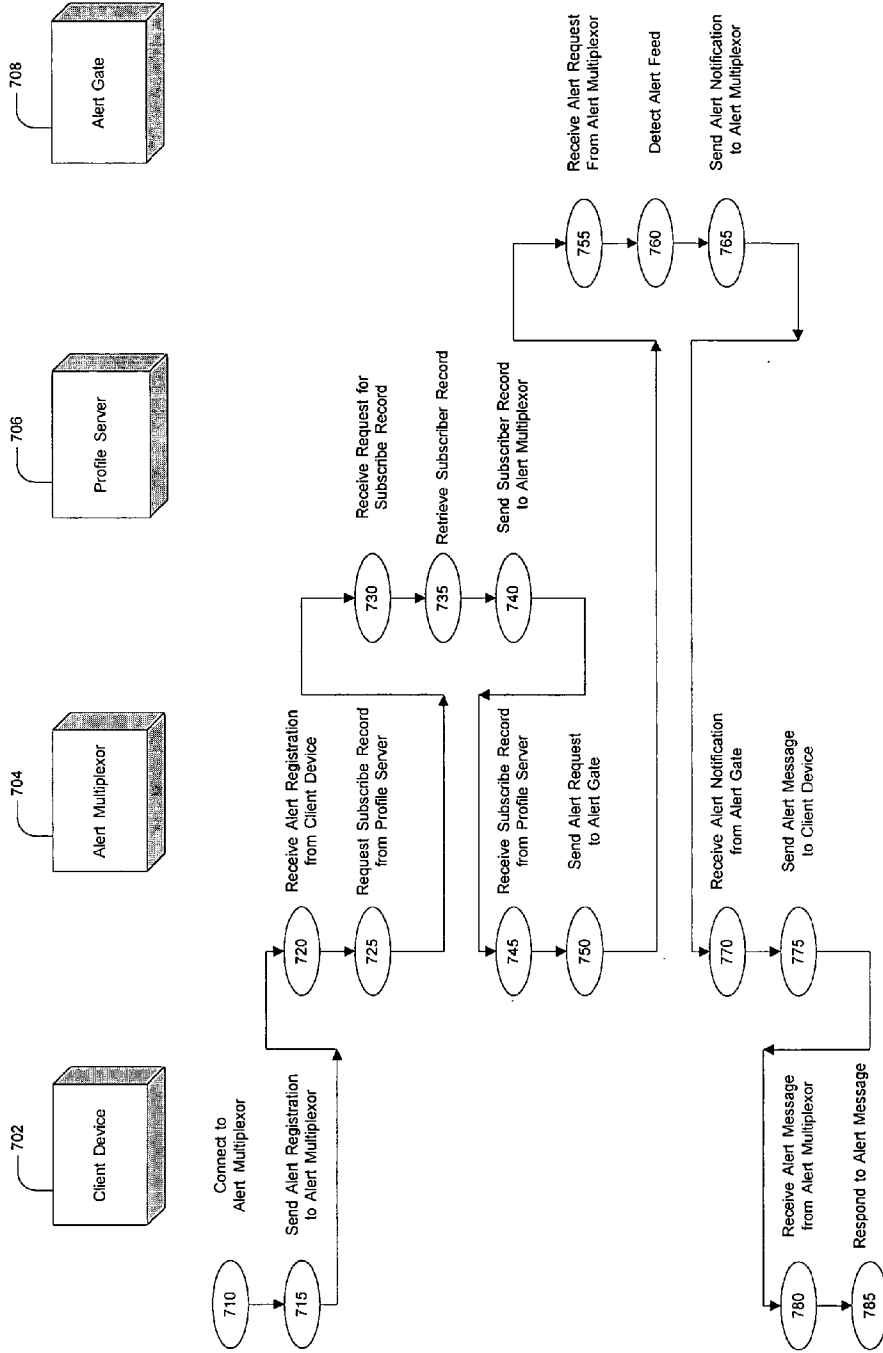 702
Client Device
704
Alert Multiplexor
706
Profile Server
708
Alert Gate
710
Connect to
Alert Multiplexor
715
Send Alert Registration
to Alert Multiplexor
720
Receive Alert Registration
from Client Device
725
Request Subscribe Record
from Profile Server
730
Receive Request for
Subscribe Record
735
Retrieve Subscriber Record
740
Send Subscriber Record
to Alert Multiplexor
745
Receive Subscribe Record
from Profile Server
750
Send Alert Request
to Alert Gate
755
Receive Alert Request
From Alert Multiplexor
760
Detect Alert Feed
765
Send Alert Notification
to Alert Multiplexor
770
Receive Alert Notification
from Alert Gate
775
Send Alert Message
to Client Device
780
Receive Alert Message
from Alert Multiplexor
785
Respond to Alert Message